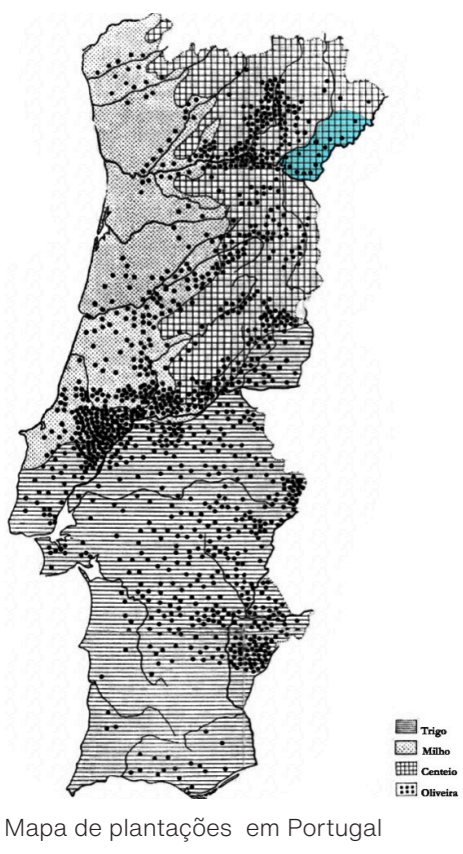 Trigo
Milho
Centeio
Oliveira
Mapa de plantações em Portugal